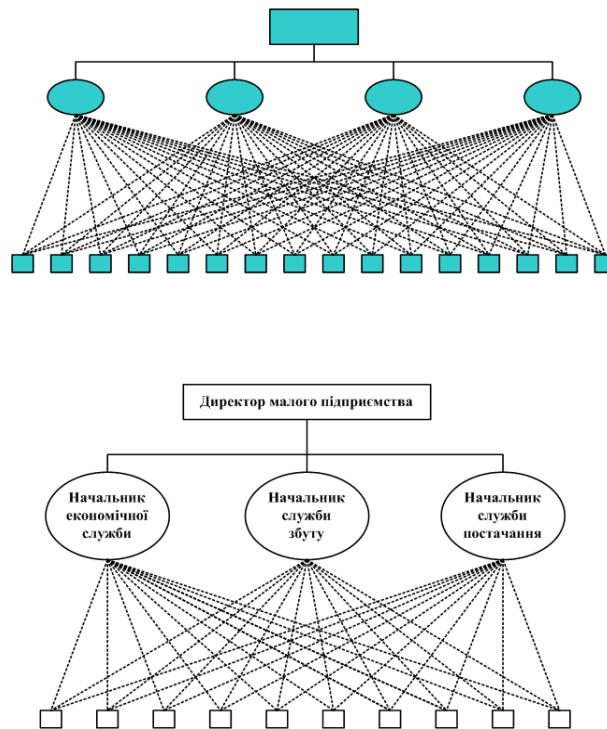 Директор малого підприємства
Начальник
економічної
служби
Начальник
служби
збуту
Начальник
служби
постачання